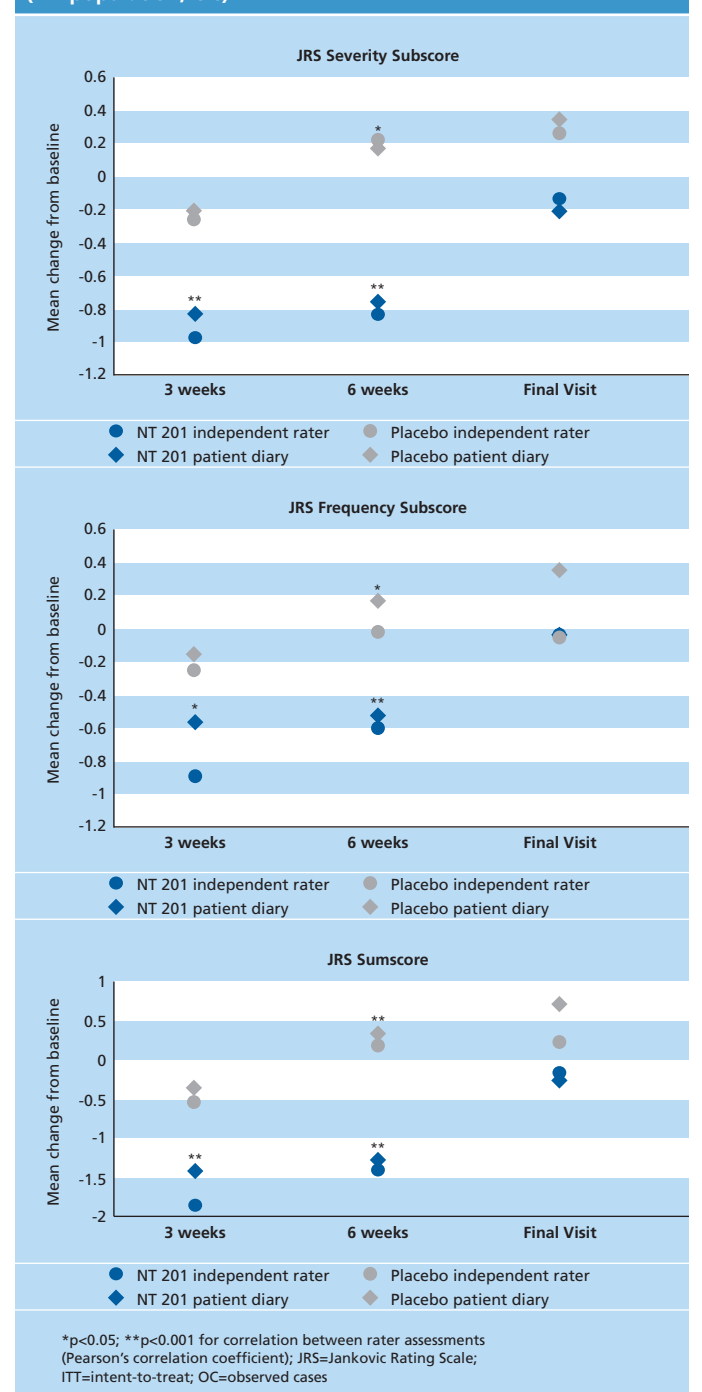 JRS Severity Subscore
Mean change from baseline
0.6
0.4
0.2
0
-0.2
-0.4
-0.6
-0.8
-1
-1.2
*
**
**
3 weeks 6 weeks Final Visit
NT 201 independent rater Placebo independent rater
NT 201 patient diary Placebo patient diary
JRS Frequency Subscore
Mean change from baseline
0.6
0.4
0.2
0
-0.2
-0.4
-0.6
-0.8
-1
-1.2
*
*
**
3 weeks 6 weeks Final Visit
NT 201 independent rater Placebo independent rater
NT 201 patient diary Placebo patient diary
JRS Sumscore
Mean change from baseline
1
0.5
0
-0.5
-1
-1.5
-2
**
**
**
3 weeks 6 weeks Final Visit
NT 201 independent rater Placebo independent rater
NT 201 patient diary Placebo patient diary
*p<0.05; **p<0.001 for correlation between rater assessments
(Pearson's correlation coefficient); JRS=Jankovic Rating Scale;
ITT=intent-to-treat; OC=observed cases